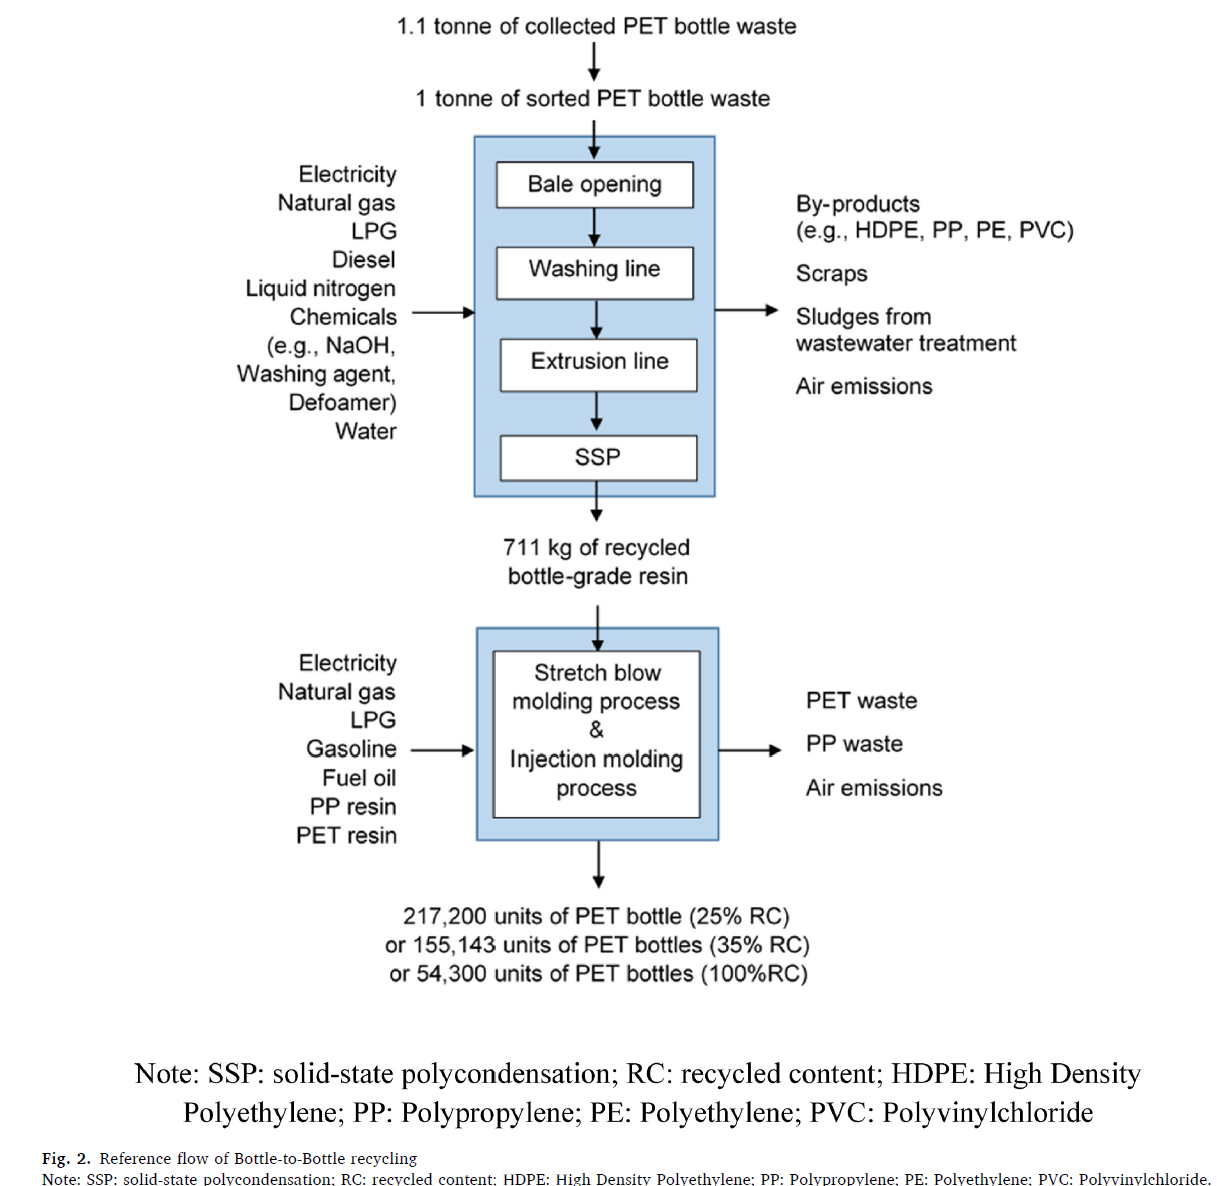 1.1 tonne of collected PET bottle waste
1 tonne of sorted PET bottle waste
Electricity
Natural gas
LPG
Diesel
Liquid nitrogen
Chemicals
(e.g., NaOH,
Washing agent,
Defoamer)
Water
Bale opening
Washing line
Extrusion line
SSP
By-products
(e.g., HDPE, PP, PE, PVC)
Scraps
Sludges from
wastewater treatment
Air emissions
711 kg of recycled
bottle-grade resin
Electricity
Natural gas
LPG
Gasoline
Fuel oil
PP resin
PET resin
Stretch blow
molding process
&
Injection molding
process
PET waste
PP waste
Air emissions
217,200 units of PET bottle (25% RC)
or 155,143 units of PET bottles (35% RC)
or 54,300 units of PET bottles (100%RC)
Note: SSP: solid-state polycondensation; RC: recycled content; HDPE: High Density
Polyethylene; PP: Polypropylene; PE: Polyethylene; PVC: Polyvinylchloride
Fig. 2. Reference flow of Bottle-to-Bottle recycling
Note: SSP: solid-state polycondensation; RC: recycled content; HDPE: High Density Polyethylene; PP: Polypropylene; PE: Polyethylene; PVC: Polyvinylchloride.